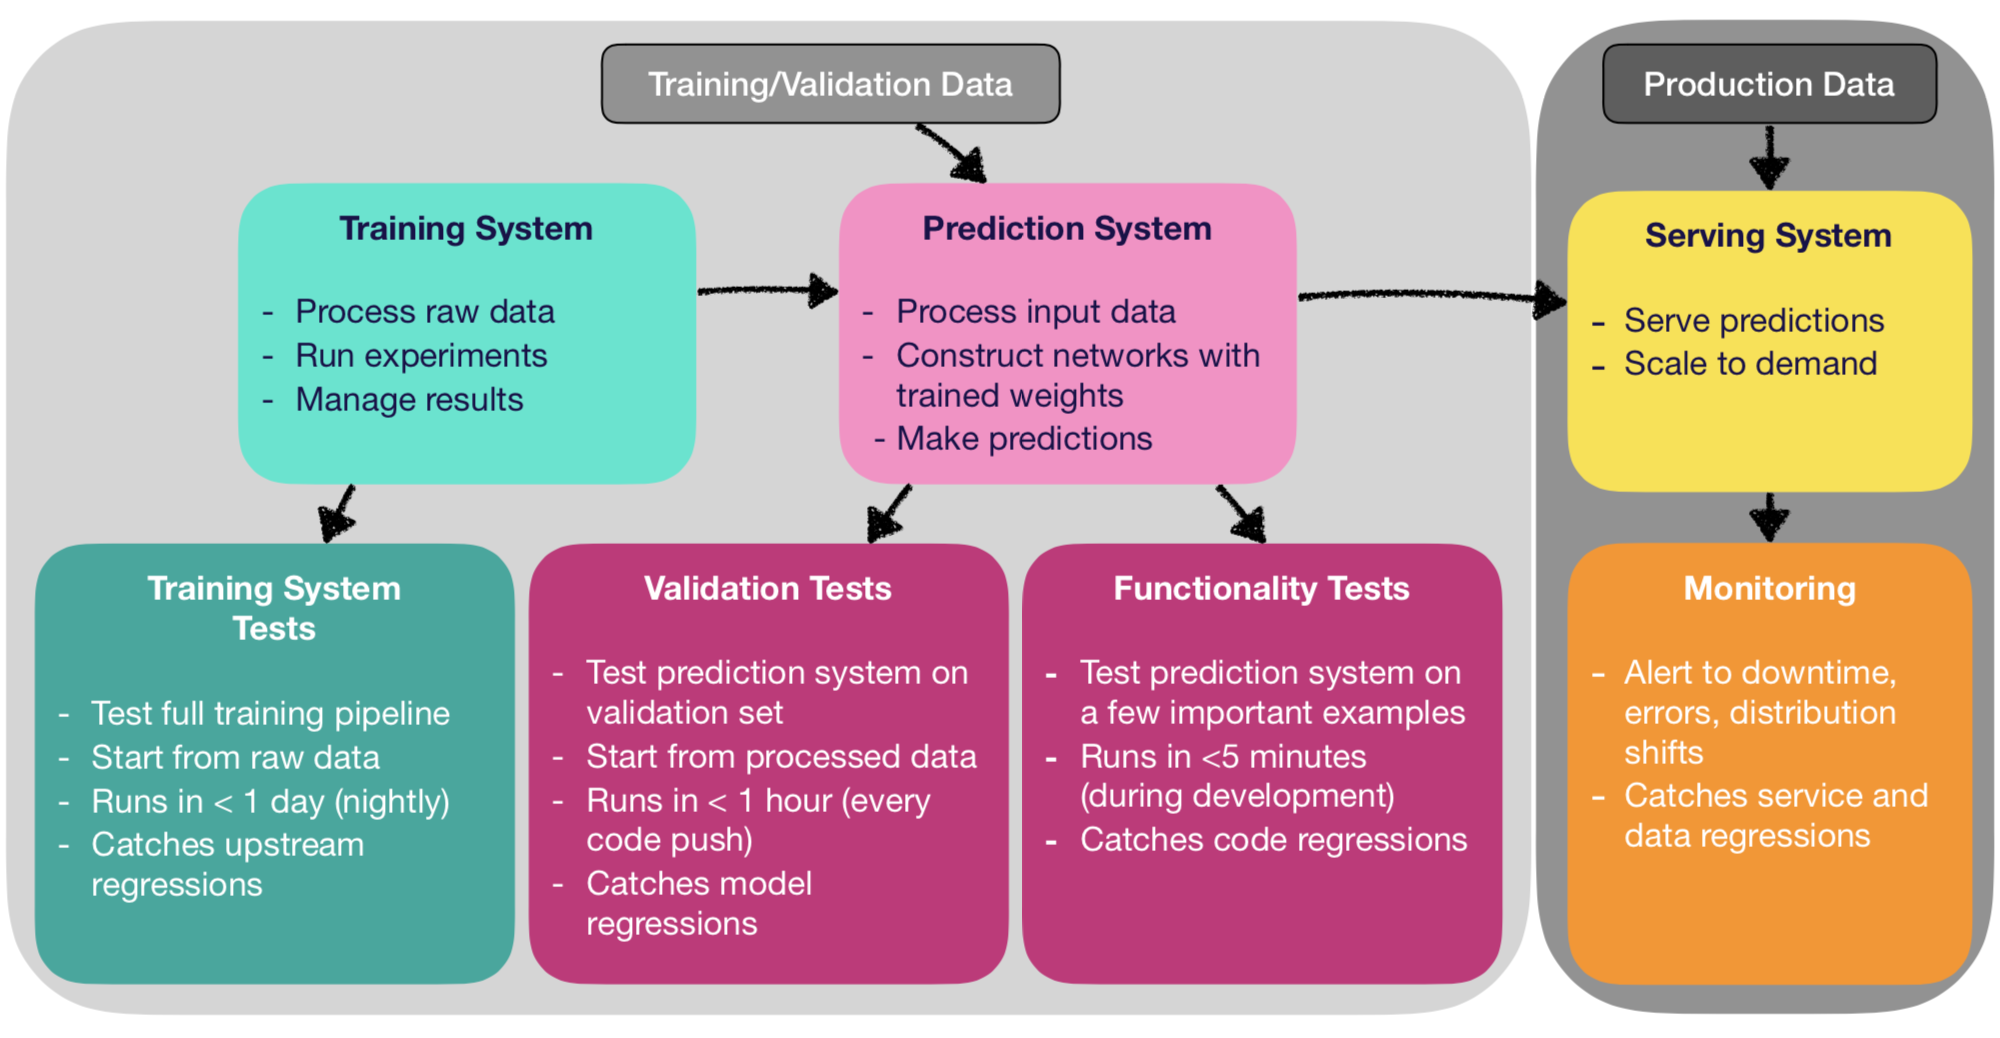 Training/Validation Data
Production Data
Training System
- Process raw data
- Run experiments
- Manage results
Prediction System
- Process input data
- Construct networks with
trained weights
- Make predictions
Serving System
- Serve predictions
- Scale to demand
Training System
Tests
- Test full training pipeline
- Start from raw data
- Runs in < 1 day (nightly)
- Catches upstream
regressions
Validation Tests
- Test prediction system on
validation set
- Start from processed data
- Runs in < 1 hour (every
code push)
- Catches model
regressions
Functionality Tests
- Test prediction system on
a few important examples
- Runs in <5 minutes
(during development)
- Catches code regressions
Monitoring
- Alert to downtime,
errors, distribution
shifts
- Catches service and
data regressions